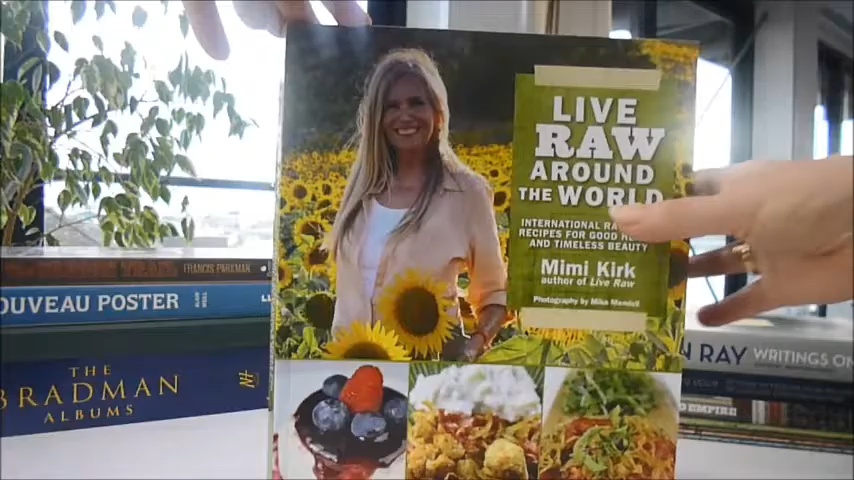 LIVE
RAW
AROUND
THE WORLD
INTERNATIONAL
RECIPES FOR GOOD
AND TIMELESS BEAUTY
Mimi Kirk
author of Live Raw
Photography by Mike Mendell
FRANCIS PARKMAN
OUVEAU POSTER
THE
BRADMAN
ALBUMS
N RAY WRITINGS ON
EMPIRE